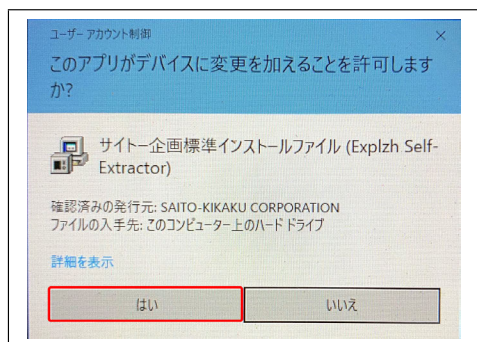 ユーザー アカウント制御
×
このアプリがデバイスに変更を加えることを許可します
か?
サイトー企画標準インストールファイル (Explzh Self-
Extractor)
確認済みの発行元: SAITO-KIKAKU CORPORATION
ファイルの入手先: このコンピューター上のハード ドライブ
詳細を表示
はい
いいえ